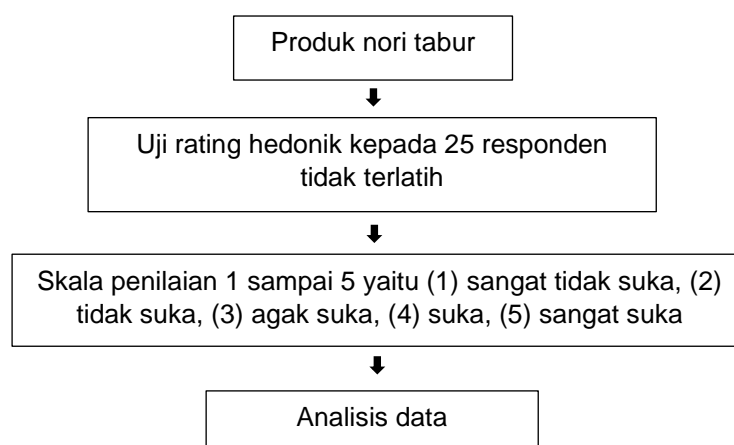 Produk nori tabur
Uji rating hedonik kepada 25 responden
tidak terlatih
Skala penilaian 1 sampai 5 yaitu (1) sangat tidak suka, (2)
tidak suka, (3) agak suka, (4) suka, (5) sangat suka
Analisis data